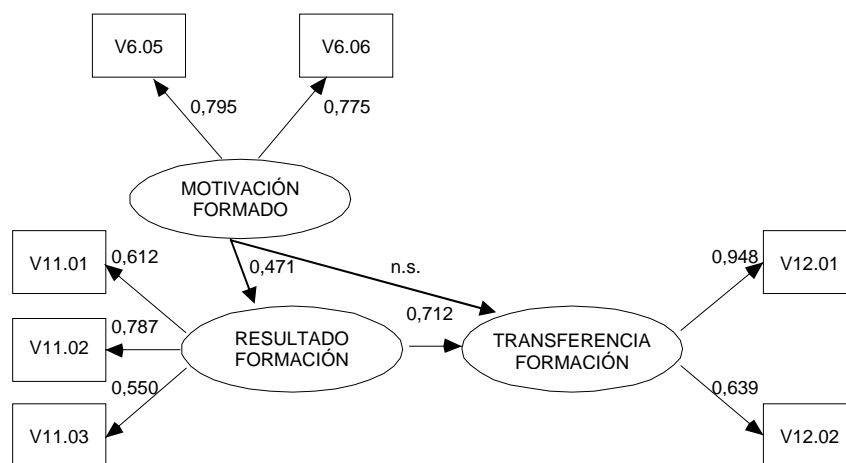 V6.05
V6.06
0,795
0,775
MOTIVACIÓN
FORMADO
V11.01
0,612
0,471
n.s.
0,948
V12.01
V11.02
0,787
RESULTADO
FORMACIÓN
0,712
TRANSFERENCIA
FORMACIÓN
0,550
0,639
V11.03
V12.02